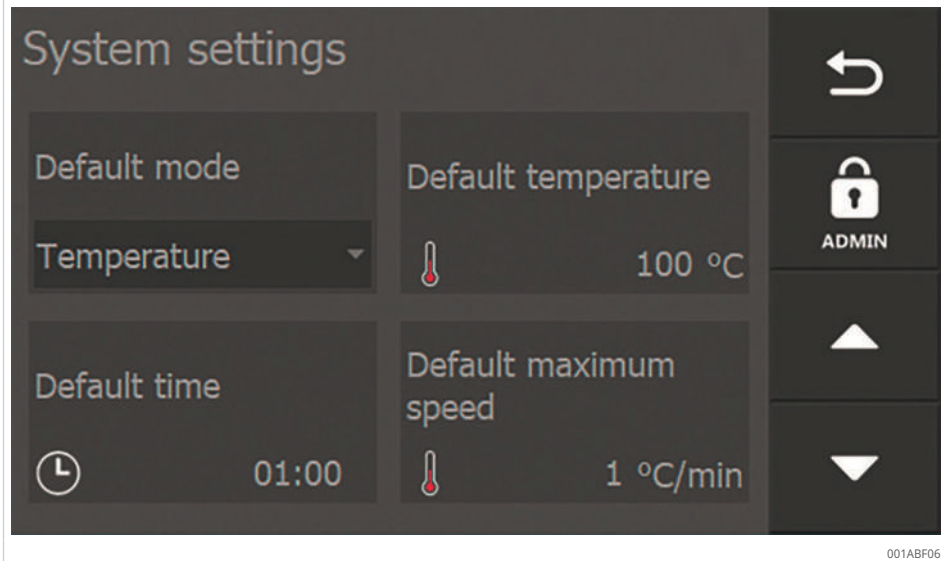 System settings
Default mode
Temperature
Default temperature
100 °C
Default time
01:00
Default maximum
speed
1 °C/min
ADMIN
001ABF06